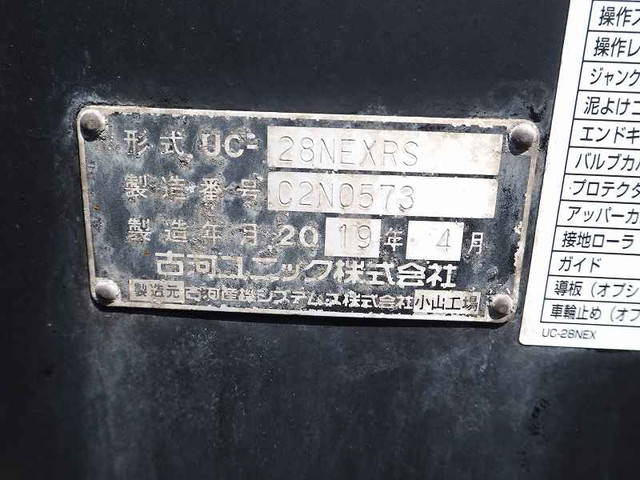 形式 UC- 28NEXRS
製造番号 C2N0573
製造年月 2019年 4月
古河ユニック株式会社
製造元 古河産機システムズ株式会社 小山工場
操作
操作レ
ジャンク
泥よけブ
エンドキ
バルブカバ
プロテクタ
アッパーカ
接地ローラ
ガイド
導板（オプシ
車輪止め（オプ
UC-28NEX